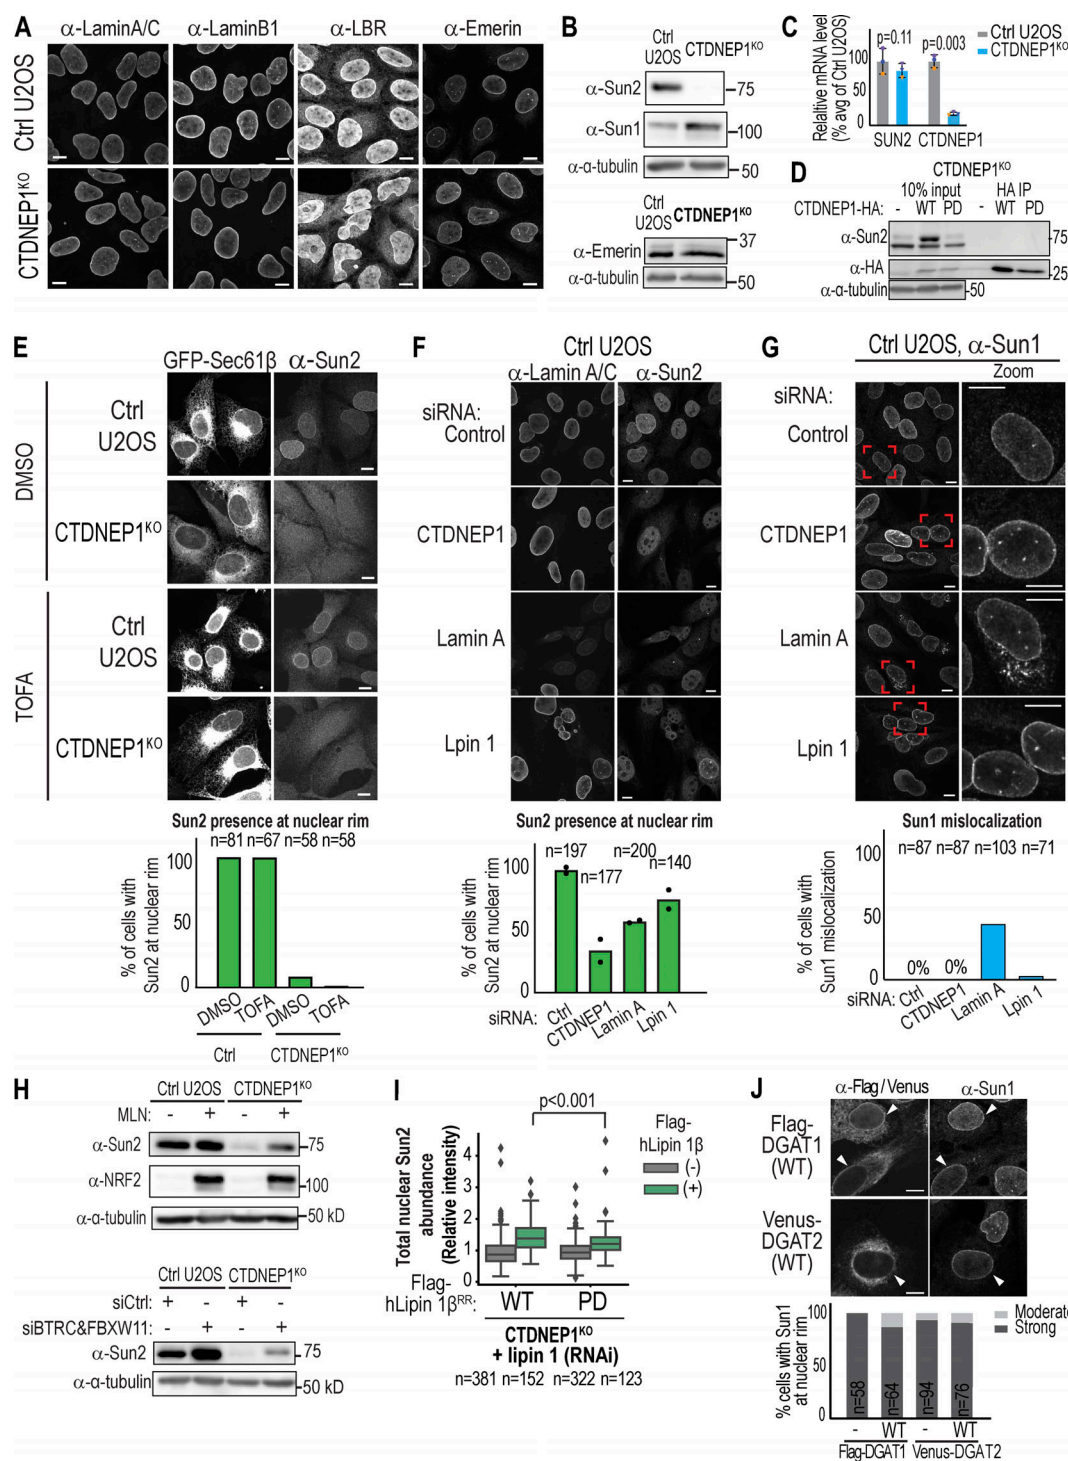 A
α-LaminA/C α-LaminB1 α-LBR α-Emerin
Ctrl U2OS
CTDNEP1KO
B
Ctrl U2OS CTDNEP1KO
α-Sun2 75
α-Sun1 100
α-α-tubulin 50
Ctrl U2OS CTDNEP1KO
α-Emerin 37
α-α-tubulin 50
C
Relative mRNA level (% avg of Ctrl U2OS)
Ctrl U2OS
CTDNEP1KO
p=0.11 p=0.003
100
50
0
SUN2 CTDNEP1
D
CTDNEP1KO
10% input HA IP
CTDNEP1-HA: - WT PD - WT PD
α-Sun2 75
α-HA 25
α-α-tubulin 50
E
GFP-Sec61β α-Sun2
DMSO
Ctrl U2OS
CTDNEP1KO
TOFA
Ctrl U2OS
CTDNEP1KO
Sun2 presence at nuclear rim
n=81 n=67 n=58 n=58
% of cells with Sun2 at nuclear rim
100
50
0
DMSO TOFA DMSO TOFA
Ctrl CTDNEP1KO
F
Ctrl U2OS
α-Lamin A/C α-Sun2
siRNA:
Control
CTDNEP1
Lamin A
Lpin 1
Sun2 presence at nuclear rim
n=197 n=177 n=200 n=140
% of cells with Sun2 at nuclear rim
100
50
0
siRNA: Ctrl CTDNEP1 Lamin A Lpin 1
G
Ctrl U2OS, α-Sun1
Zoom
siRNA:
Control
CTDNEP1
Lamin A
Lpin 1
Sun1 mislocalization
n=87 n=87 n=103 n=71
% of cells with Sun1 mislocalization
100
50
0
0% 0%
siRNA: Ctrl CTDNEP1 Lamin A Lpin 1
H
Ctrl U2OS CTDNEP1KO
MLN: - + - +
α-Sun2 75
α-NRF2 100
α-α-tubulin 50 kD
Ctrl U2OS CTDNEP1KO
siCtrl: + - + -
siBTRC&FBXW11: - + - +
α-Sun2 75
α-α-tubulin 50 kD
I
p<0.001
Flag-hLipin 1β
(-)
(+)
Total nuclear Sun2 abundance (Relative intensity)
4
3
2
1
0
Flag-hLipin 1βRR: WT PD
CTDNEP1KO
+ lipin 1 (RNAi)
n=381 n=152 n=322 n=123
J
α-Flag/Venus α-Sun1
Flag-DGAT1 (WT)
Venus-DGAT2 (WT)
% cells with Sun1 at nuclear rim
100
50
0
Moderate
Strong
n=58 n=64 n=94 n=76
- WT - WT
Flag-DGAT1 Venus-DGAT2